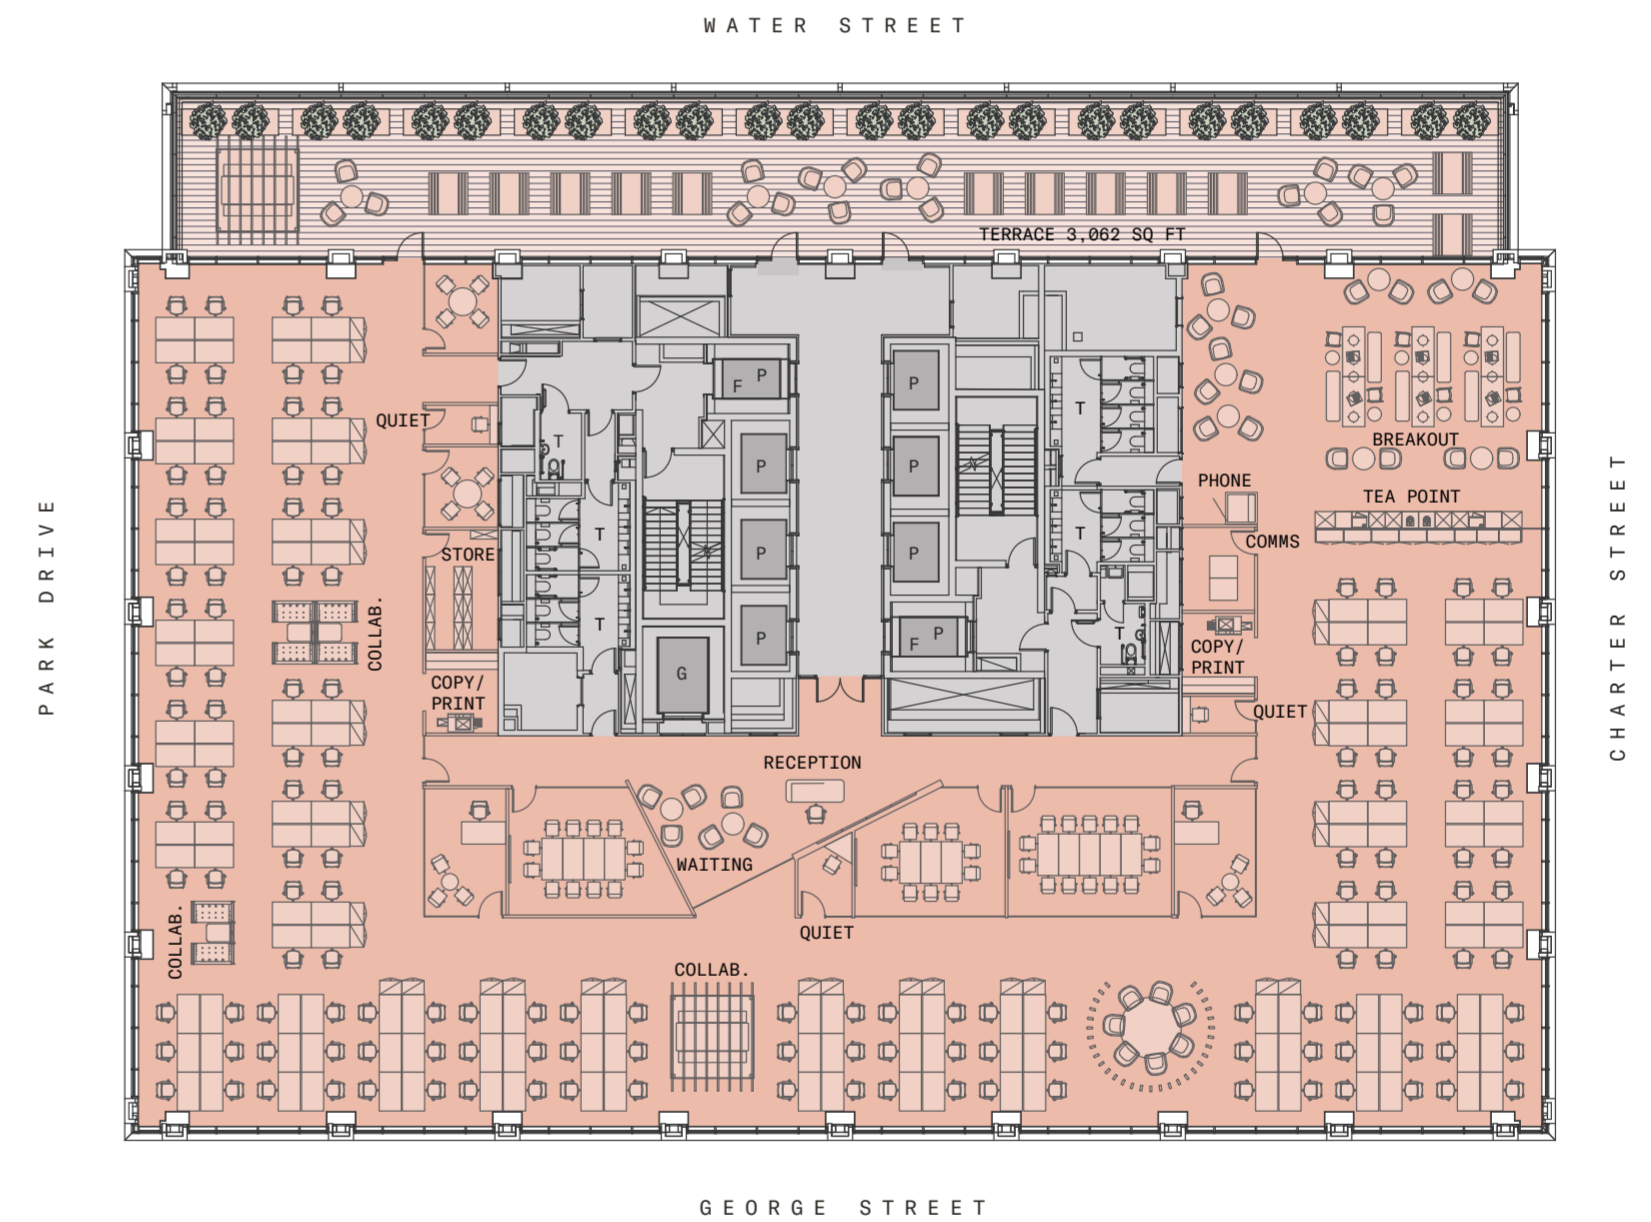 WATER STREET
TERRACE 3,062 SQ FT
PARK DRIVE
CHARTER STREET
F P
P
T
QUIET
T
P
P
T
BREAKOUT
PHONE
TEA POINT
STORE
T
P
P
T
COMMS
COLLAB.
T
P
F P
T
COPY/
PRINT
COPY/
PRINT
G
QUIET
RECEPTION
WAITING
COLLAB.
QUIET
COLLAB.
GEORGE STREET